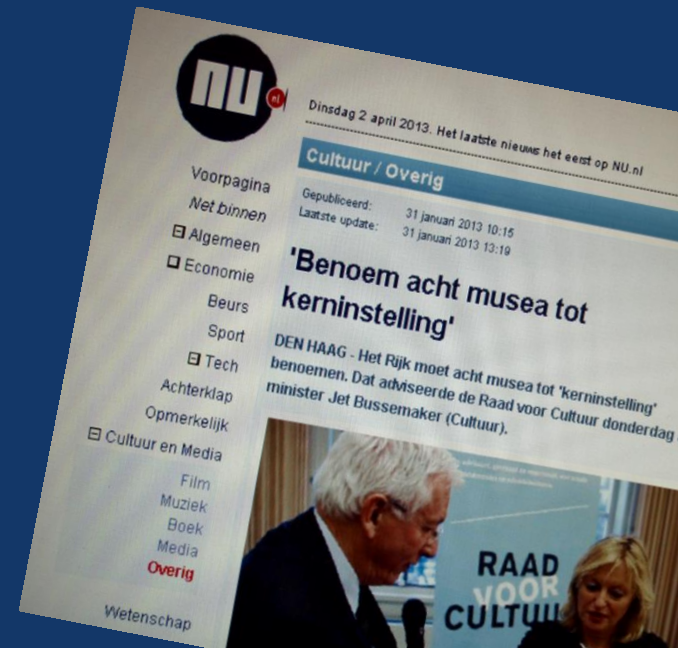 nu
nl
Dinsdag 2 april 2013. Het laatste nieuws het eerst op NU.nl
Cultuur / Overig
Gepubliceerd: 31 januari 2013 10:15
Laatste update: 31 januari 2013 13:19
'Benoem acht musea tot
kerninstelling'
DEN HAAG - Het Rijk moet acht musea tot 'kerninstelling'
benoemen. Dat adviseerde de Raad voor Cultuur donderdag
minister Jet Bussemaker (Cultuur).
Voorpagina
Net binnen
Algemeen
Economie
Beurs
Sport
Tech
Achterklap
Opmerkelijk
Cultuur en Media
Film
Muziek
Boek
Media
Overig
Wetenschap
RAAD
VOOR
CULTUU